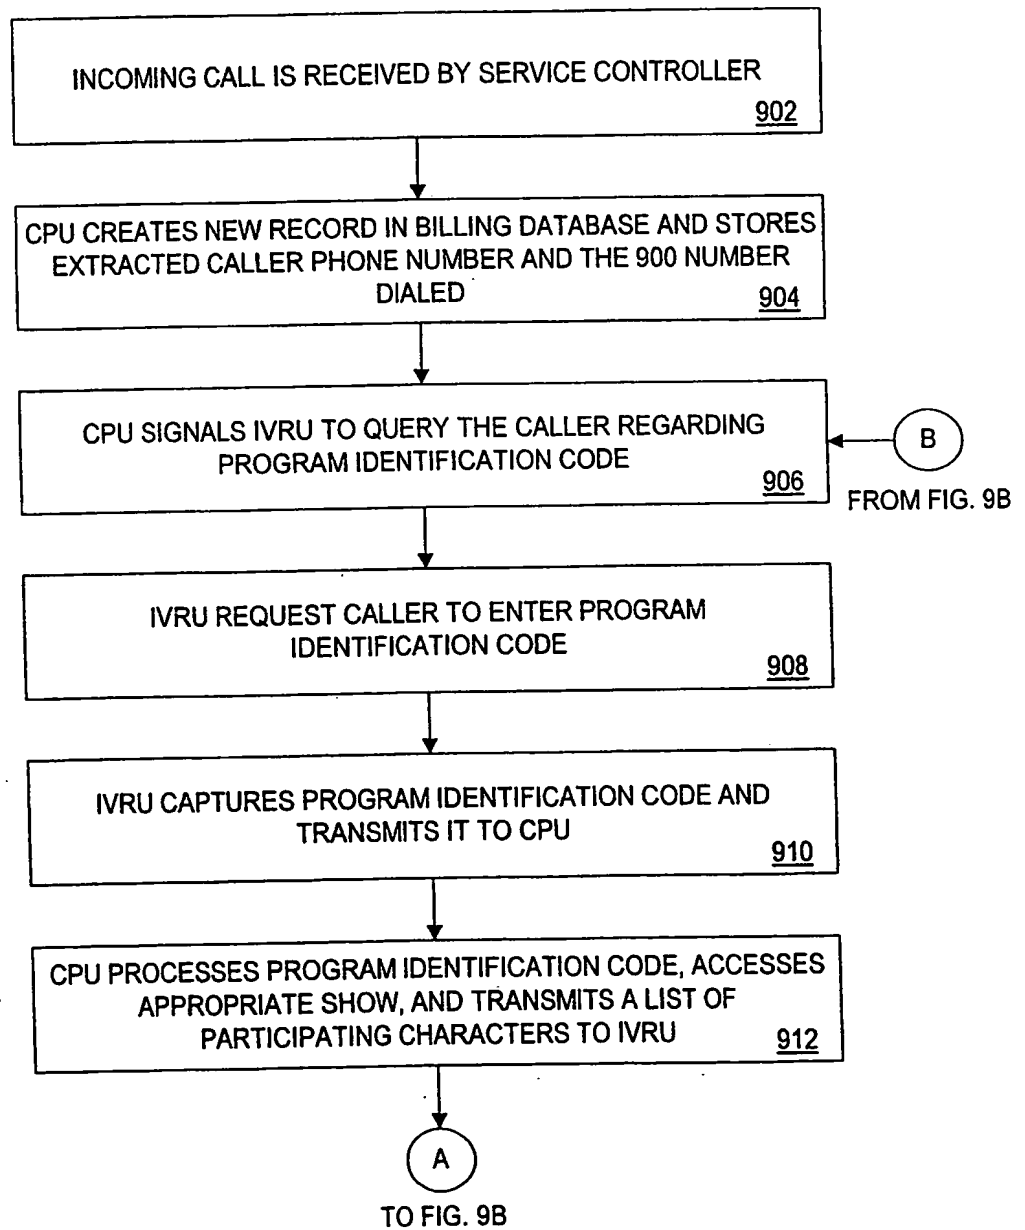 INCOMING CALL IS RECEIVED BY SERVICE CONTROLLER
902
CPU CREATES NEW RECORD IN BILLING DATABASE AND STORES
EXTRACTED CALLER PHONE NUMBER AND THE 900 NUMBER
DIALED
904
CPU SIGNALS IVRU TO QUERY THE CALLER REGARDING
PROGRAM IDENTIFICATION CODE
906
B
FROM FIG. 9B
IVRU REQUEST CALLER TO ENTER PROGRAM
IDENTIFICATION CODE
908
IVRU CAPTURES PROGRAM IDENTIFICATION CODE AND
TRANSMITS IT TO CPU
910
CPU PROCESSES PROGRAM IDENTIFICATION CODE, ACCESSES
APPROPRIATE SHOW, AND TRANSMITS A LIST OF
PARTICIPATING CHARACTERS TO IVRU
912
A
TO FIG. 9B